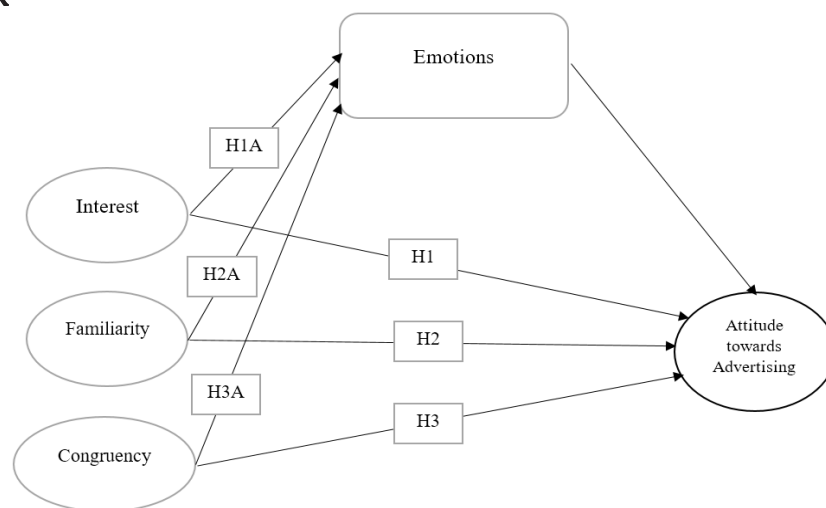 Emotions
H1A
Interest
H1
H2A
Familiarity
H2
Attitude
towards
Advertising
H3A
H3
Congruency